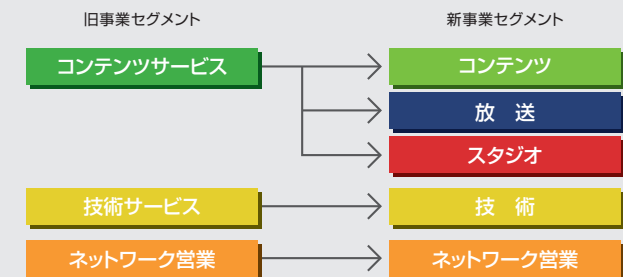 旧事業セグメント
新事業セグメント
コンテンツサービス
コンテンツ
放 送
スタジオ
技術サービス
技 術
ネットワーク営業
ネットワーク営業